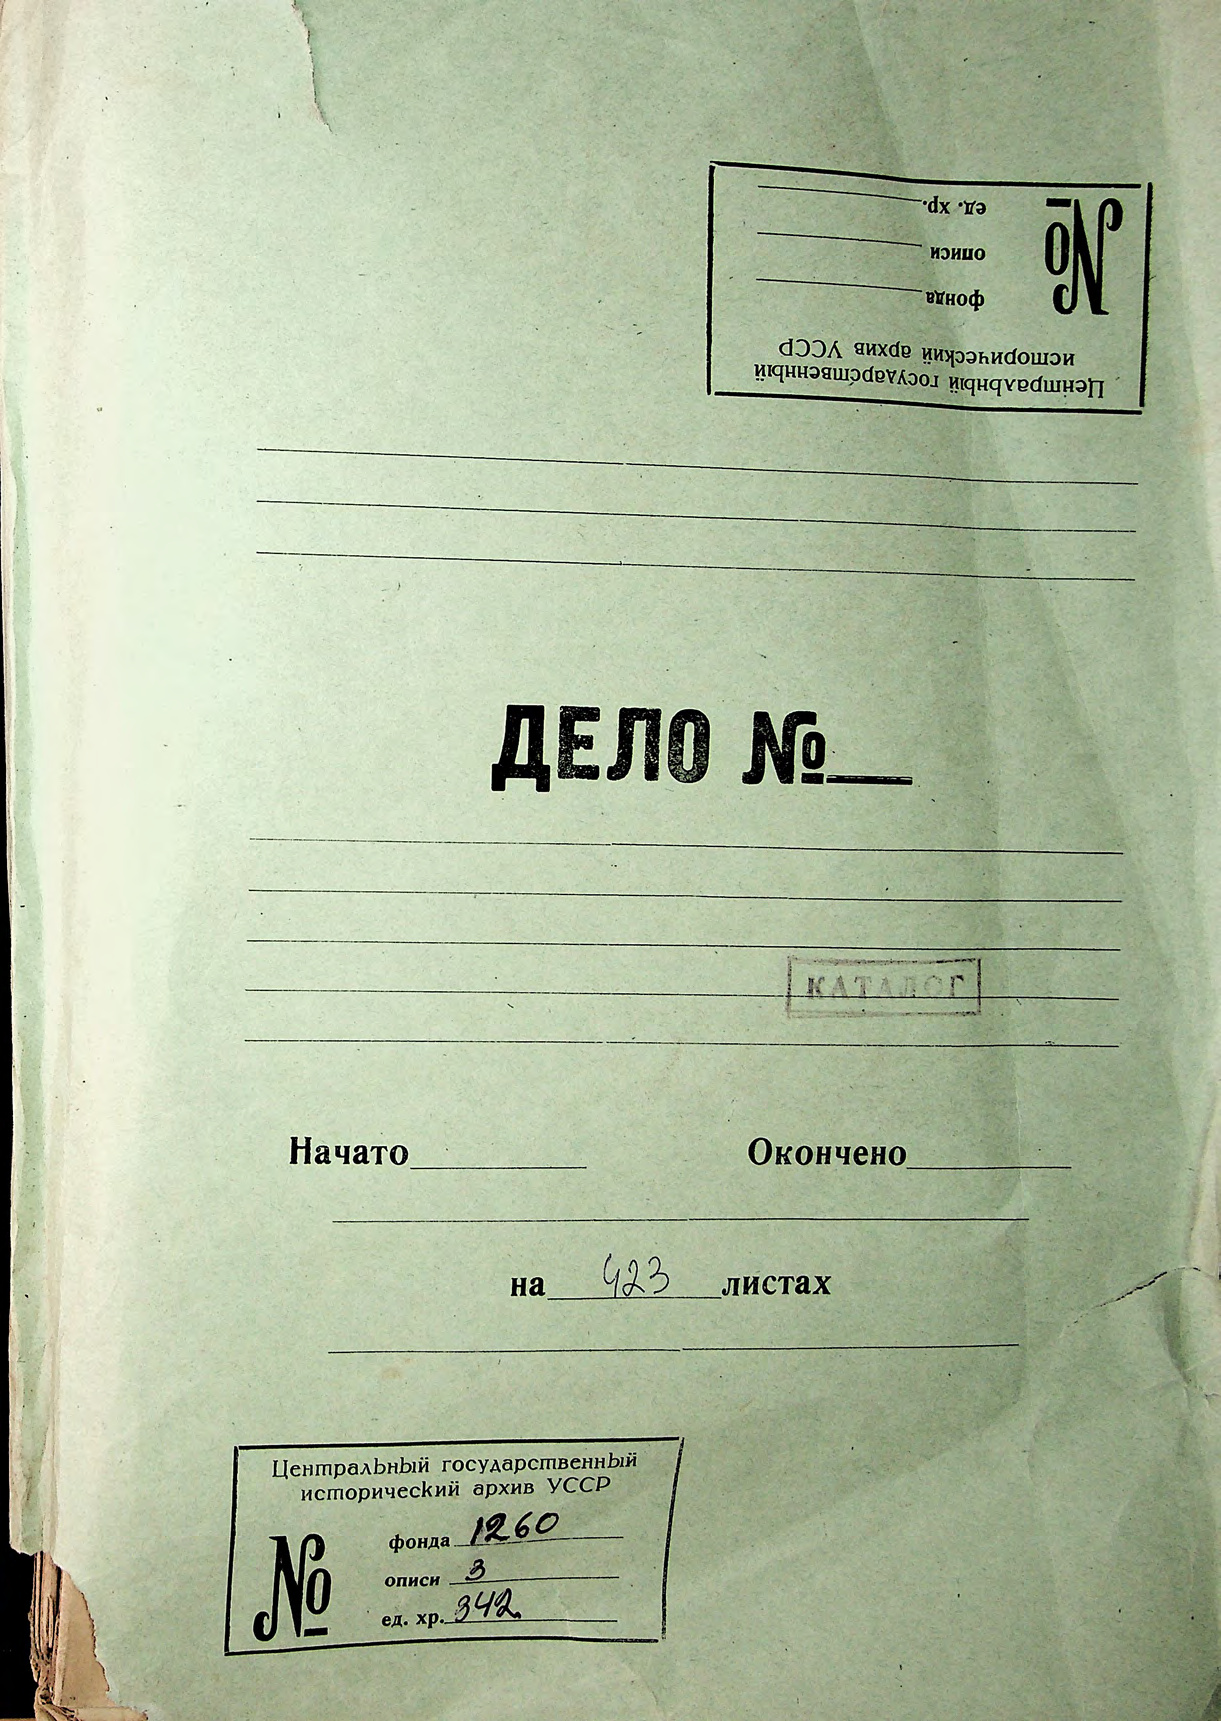 Центральный государственный
исторический архив УССР
№
фонда
описи
ед. хр.
ДЕЛО №
КАТАЛОГ
Начато Окончено
на 423 листах
Центральный государственный
исторический архив УССР
№
фонда 1260
описи 3
ед. хр. 342